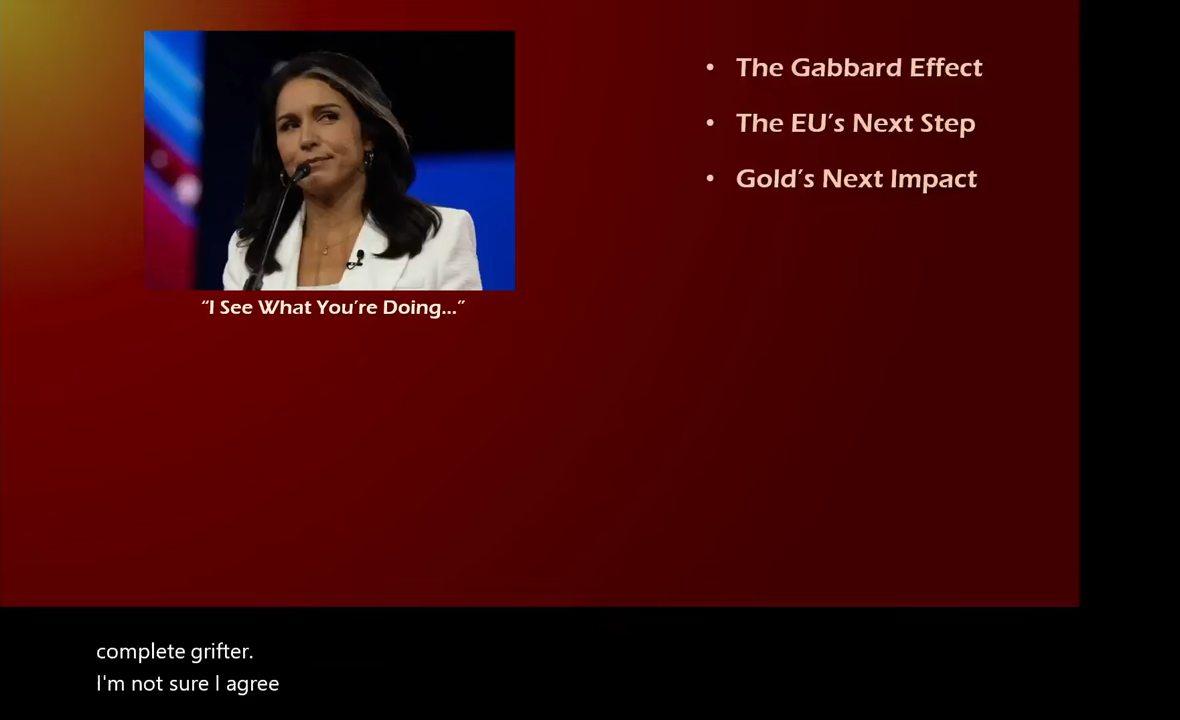 • The Gabbard Effect
• The EU's Next Step
• Gold's Next Impact
“I See What You're Doing...”
complete grifter.
I'm not sure I agree